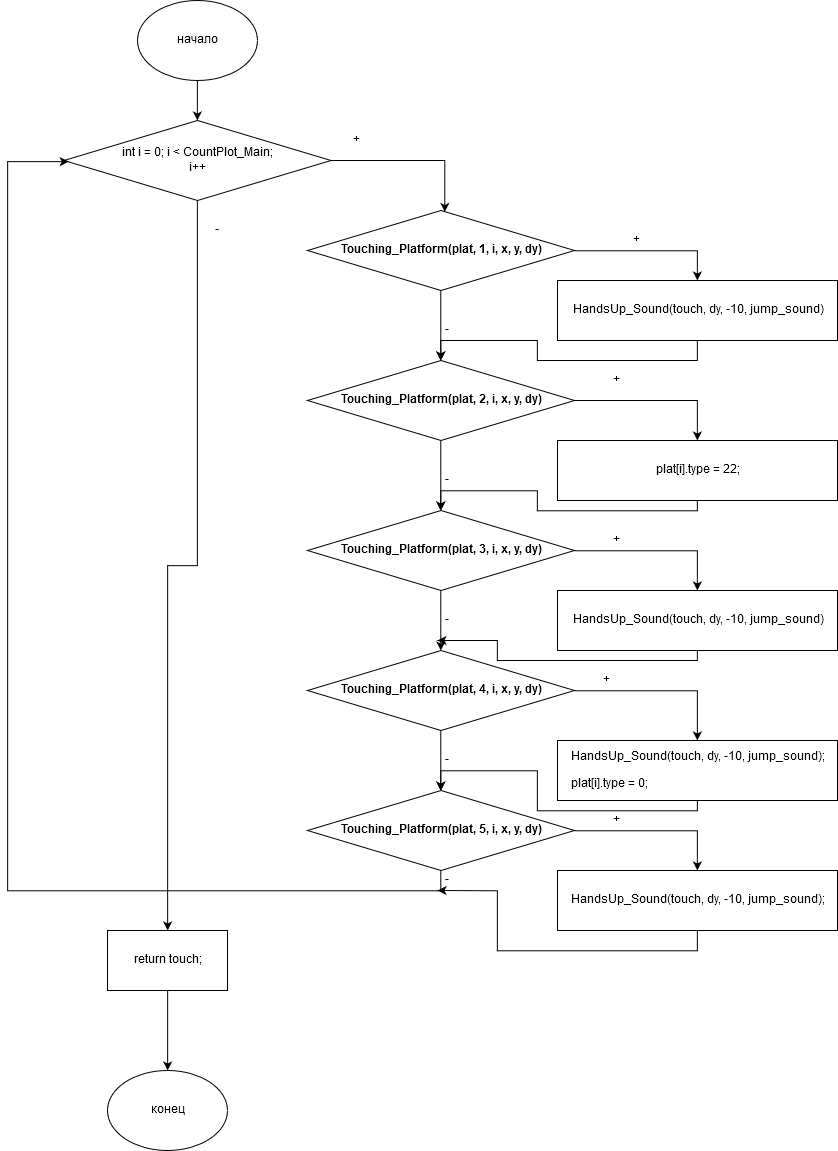 начало
int i = 0; i < CountPlot_Main;
i++
+
-
Touching_Platform(plat, 1, i, x, y, dy)
+
HandsUp_Sound(touch, dy, -10, jump_sound)
-
Touching_Platform(plat, 2, i, x, y, dy)
+
plat[i].type = 22;
-
Touching_Platform(plat, 3, i, x, y, dy)
+
HandsUp_Sound(touch, dy, -10, jump_sound)
-
Touching_Platform(plat, 4, i, x, y, dy)
+
HandsUp_Sound(touch, dy, -10, jump_sound);
plat[i].type = 0;
-
Touching_Platform(plat, 5, i, x, y, dy)
+
HandsUp_Sound(touch, dy, -10, jump_sound);
-
return touch;
конец